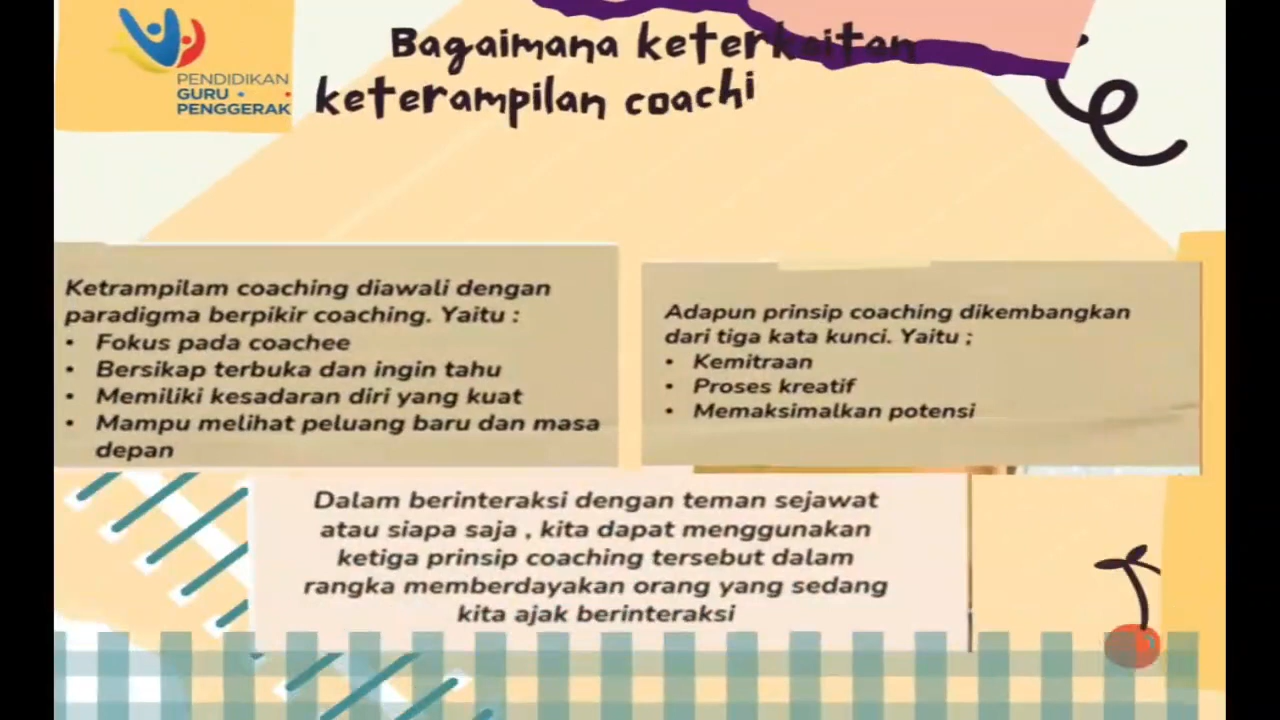 PENDIDIKAN
GURU
PENGGERAK
Bagaimana keterkaitan
keterampilan coachi
Ketrampilam coaching diawali dengan
paradigma berpikir coaching. Yaitu :
• Fokus pada coachee
• Bersikap terbuka dan ingin tahu
• Memiliki kesadaran diri yang kuat
• Mampu melihat peluang baru dan masa
depan
Adapun prinsip coaching dikembangkan
dari tiga kata kunci. Yaitu ;
• Kemitraan
• Proses kreatif
• Memaksimalkan potensi
Dalam berinteraksi dengan teman sejawat
atau siapa saja , kita dapat menggunakan
ketiga prinsip coaching tersebut dalam
rangka memberdayakan orang yang sedang
kita ajak berinteraksi